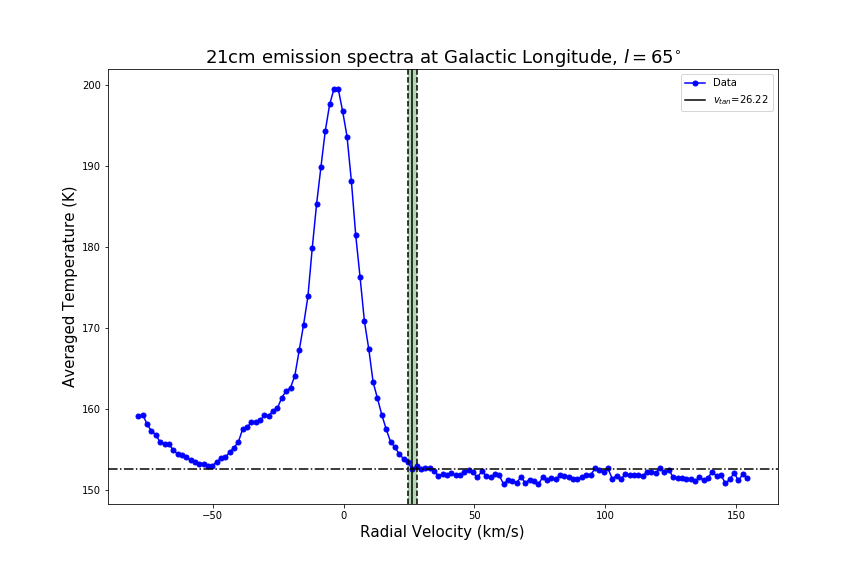 21cm emission spectra at Galactic Longitude, l = 65°
Data
v_tan=26.22
Averaged Temperature (K)
200
190
180
170
160
150
−50
0
50
100
150
Radial Velocity (km/s)